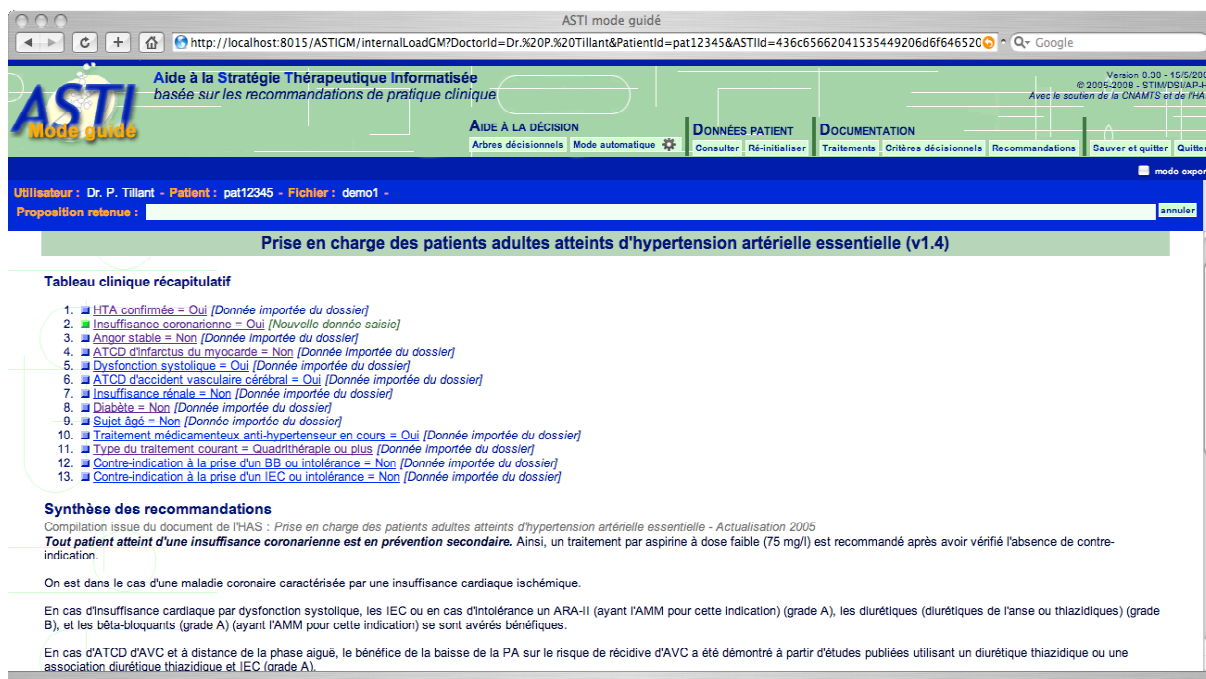 ASTI mode guidé
http://localhost:8015/ASTIGM/internalLoadGM?DoctorId=Dr.%20P.%20Tillant&PatientId=pat12345&ASTIId=436c65662041535449206d6f646520
Google
Aide à la Stratégie Thérapeutique Informatisée
basée sur les recommandations de pratique clinique
Version 0.30 - 15/5/200
© 2005-2008 - STIM/DSI/AP-H
Avec le soutien de la CNAMTS et de l'HA
ASTI
Mode guidé
AIDE À LA DÉCISION
DONNÉES PATIENT
DOCUMENTATION
Arbres décisionnels Mode automatique Consulter Ré-initialiser Traitements Critères décisionnels Recommandations Sauver et quitter Quitter
mode expor
Utilisateur : Dr. P. Tillant - Patient : pat12345 - Fichier : demo1 -
Proposition retenue : annuler
Prise en charge des patients adultes atteints d'hypertension artérielle essentielle (v1.4)
Tableau clinique récapitulatif
1. HTA confirmée = Oui [Donnée importée du dossier]
2. Insuffisance coronarienne = Oui [Nouvelle donnée saisie]
3. Angor stable = Non [Donnée importée du dossier]
4. ATCD d'infarctus du myocarde = Non [Donnée importée du dossier]
5. Dysfonction systolique = Oui [Donnée importée du dossier]
6. ATCD d'accident vasculaire cérébral = Oui [Donnée importée du dossier]
7. Insuffisance rénale = Non [Donnée importée du dossier]
8. Diabète = Non [Donnée importée du dossier]
9. Sujet âgé = Non [Donnée importée du dossier]
10. Traitement médicamenteux anti-hypertenseur en cours = Oui [Donnée importée du dossier]
11. Type du traitement courant = Quadrithérapie ou plus [Donnée importée du dossier]
12. Contre-indication à la prise d'un BB ou intolérance = Non [Donnée importée du dossier]
13. Contre-indication à la prise d'un IEC ou intolérance = Non [Donnée importée du dossier]
Synthèse des recommandations
Compilation issue du document de l'HAS : Prise en charge des patients adultes atteints d'hypertension artérielle essentielle - Actualisation 2005
Tout patient atteint d'une insuffisance coronarienne est en prévention secondaire. Ainsi, un traitement par aspirine à dose faible (75 mg/l) est recommandé après avoir vérifié l'absence de contre-
indication.
On est dans le cas d'une maladie coronaire caractérisée par une insuffisance cardiaque ischémique.
En cas d'insuffisance cardiaque par dysfonction systolique, les IEC ou en cas d'intolérance un ARA-II (ayant l'AMM pour cette indication) (grade A), les diurétiques (diurétiques de l'anse ou thiazidiques) (grade
B), et les bêta-bloquants (grade A) (ayant l'AMM pour cette indication) se sont avérés bénéfiques.
En cas d'ATCD d'AVC et à distance de la phase aiguë, le bénéfice de la baisse de la PA sur le risque de récidive d'AVC a été démontré à partir d'études publiées utilisant un diurétique thiazidique ou une
association diurétique thiazidique et IEC (grade A).